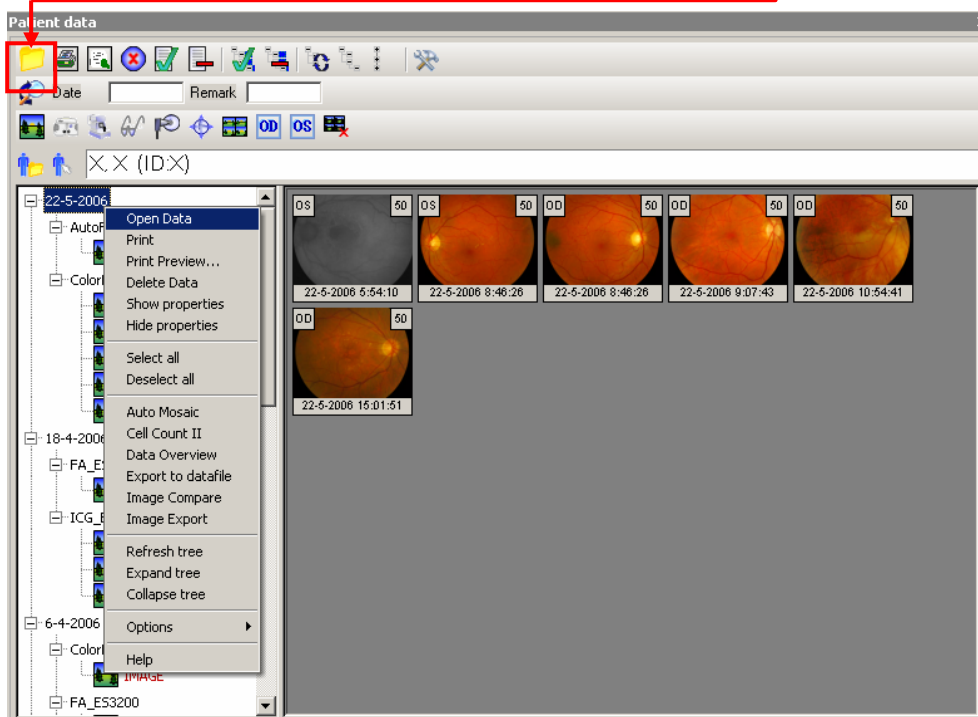 Patient data
Date Remark
OD OS
X, X (ID:X)
22-5-2006
AutoF
Colorl
18-4-2006
FA_E
ICG_E
6-4-2006
Colorl
IMAGE
FA_ES3200
Open Data
Print
Print Preview...
Delete Data
Show properties
Hide properties
Select all
Deselect all
Auto Mosaic
Cell Count II
Data Overview
Export to datafile
Image Compare
Image Export
Refresh tree
Expand tree
Collapse tree
Options
Help
OS 50 OS 50 OD 50 OD 50 OD 50
22-5-2006 5:54:10 22-5-2006 8:46:26 22-5-2006 8:46:26 22-5-2006 9:07:43 22-5-2006 10:54:41
OD 50
22-5-2006 15:01:51